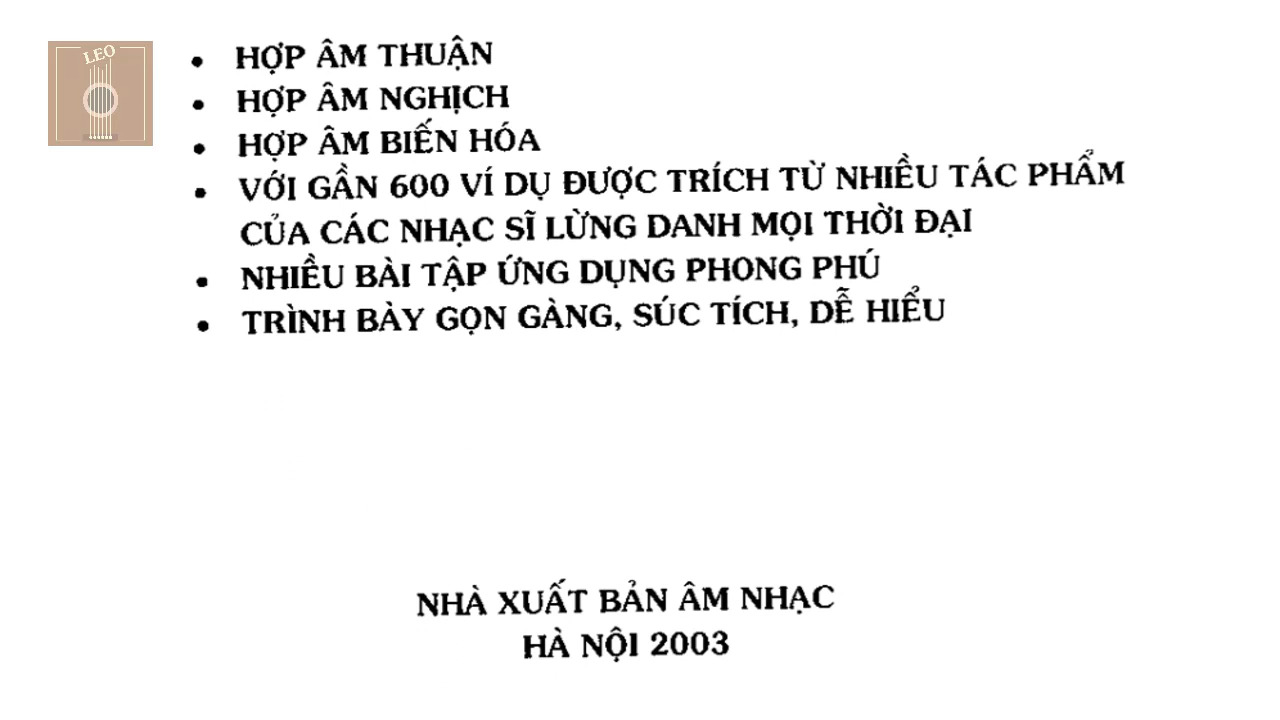 LEO
• HỢP ÂM THUẬN
• HỢP ÂM NGHỊCH
• HỢP ÂM BIẾN HÓA
• VỚI GẦN 600 VÍ DỤ ĐƯỢC TRÍCH TỪ NHIỀU TÁC PHẨM
CỦA CÁC NHẠC SĨ LỪNG DANH MỌI THỜI ĐẠI
• NHIỀU BÀI TẬP ỨNG DỤNG PHONG PHÚ
• TRÌNH BÀY GỌN GÀNG, SÚC TÍCH, DỄ HIỂU
NHÀ XUẤT BẢN ÂM NHẠC
HÀ NỘI 2003